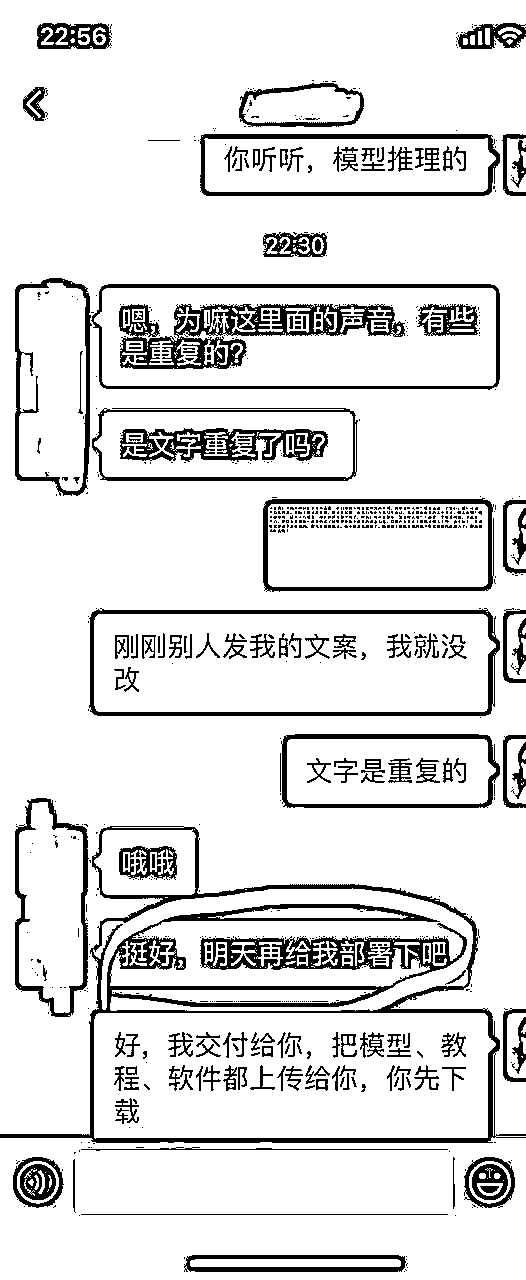 22:56
你听听，模型推理的
22:30
嗯，为嘛这里面的声音，有些
是重复的？
是文字重复了吗？
刚刚别人发我的文案，我就没
改
文字是重复的
哦哦
挺好，明天再给我部署下吧
好，我交付给你，把模型、教
程、软件都上传给你，你先下
载